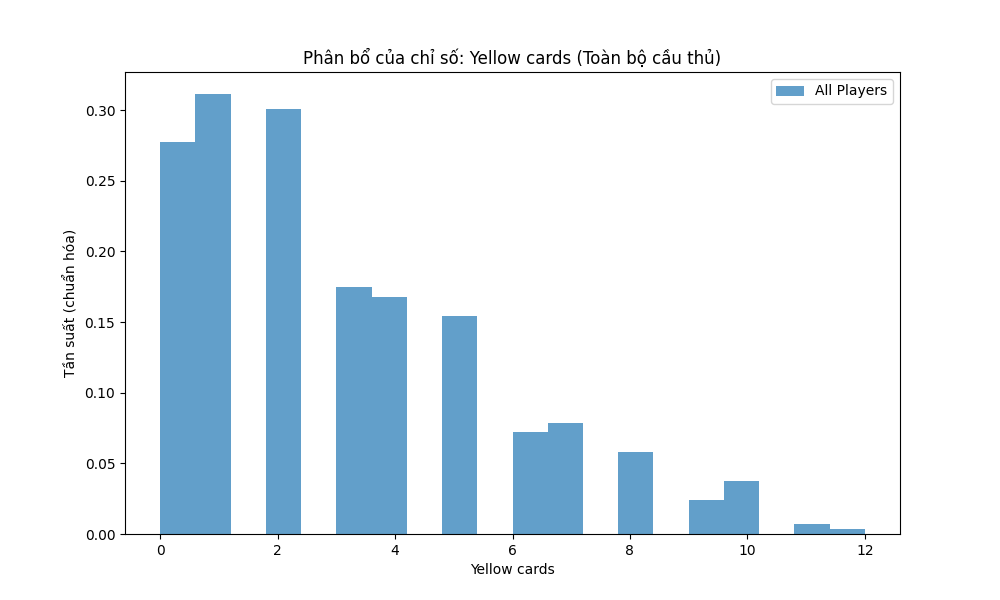 Phân bổ của chỉ số: Yellow cards (Toàn bộ cầu thủ)
All Players
0.30
0.25
0.20
0.15
0.10
0.05
0.00
Tần suất (chuẩn hóa)
0 2 4 6 8 10 12
Yellow cards